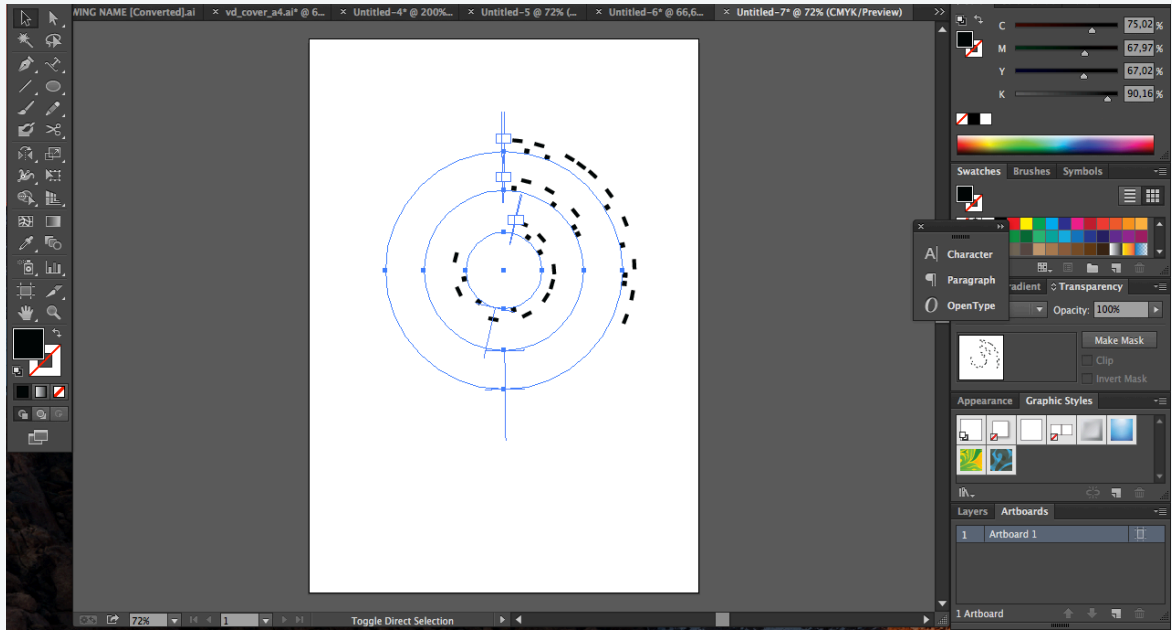 WING NAME [Converted].ai × vd_cover_a4.ai* @ 6... × Untitled-4* @ 200%... × Untitled-5 @ 72% (... × Untitled-6* @ 66,6... × Untitled-7* @ 72% (CMYK/Preview) >>
C 75,02 %
M 67,97 %
Y 67,02 %
K 90,16 %
Swatches Brushes Symbols
Character
Paragraph
OpenType
adient Transparency
Opacity: 100%
Make Mask
Clip
Invert Mask
Appearance Graphic Styles
Layers Artboards
1 Artboard 1
1 Artboard
72% 1 Toggle Direct Selection